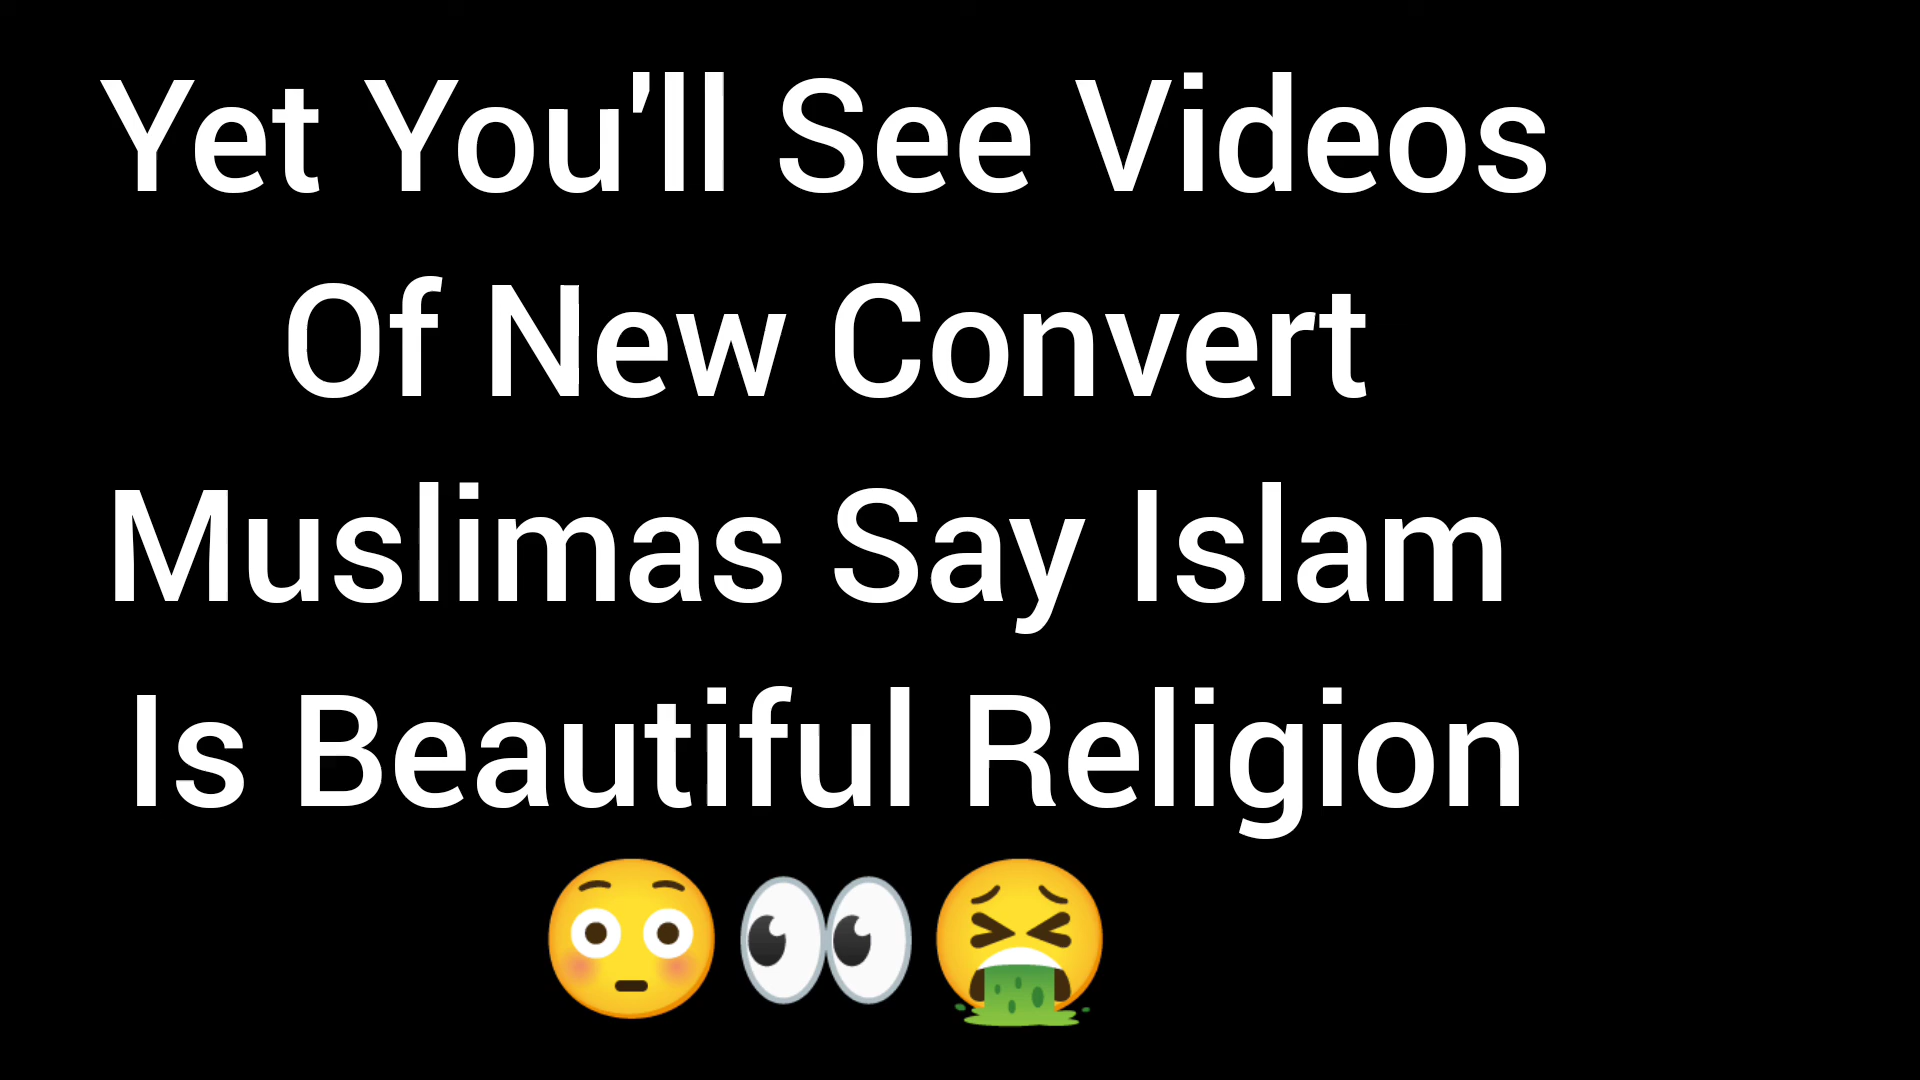 Yet You'll See Videos
Of New Convert
Muslimas Say Islam
Is Beautiful Religion
😳👀🤮